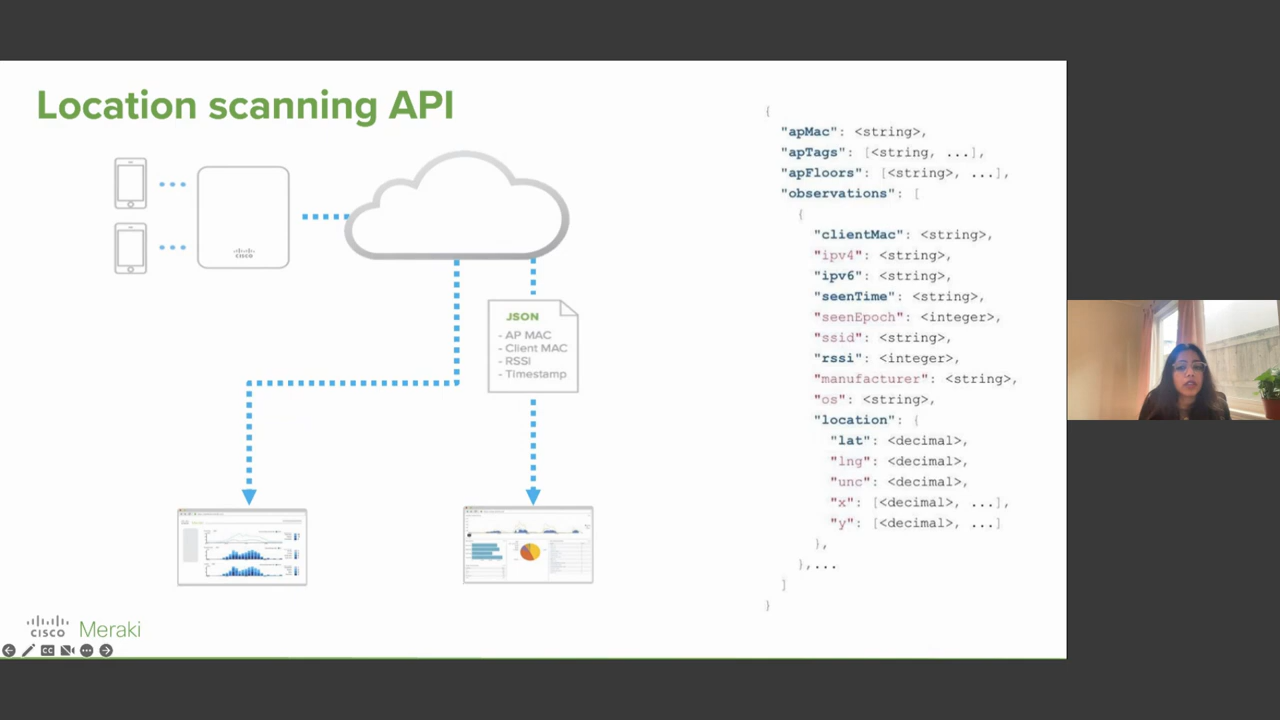 Location scanning API
cisco
JSON
- AP MAC
- Client MAC
- RSSI
- Timestamp
{
"apMac": <string>,
"apTags": [<string, ...],
"apFloors": [<string>, ...],
"observations": [
{
"clientMac": <string>,
"ipv4": <string>,
"ipv6": <string>,
"seenTime": <string>,
"seenEpoch": <integer>,
"ssid": <string>,
"rssi": <integer>,
"manufacturer": <string>,
"os": <string>,
"location": {
"lat": <decimal>,
"lng": <decimal>,
"unc": <decimal>,
"x": [<decimal>, ...],
"y": [<decimal>, ...]
},
},...
]
}
CISCO Meraki
CC